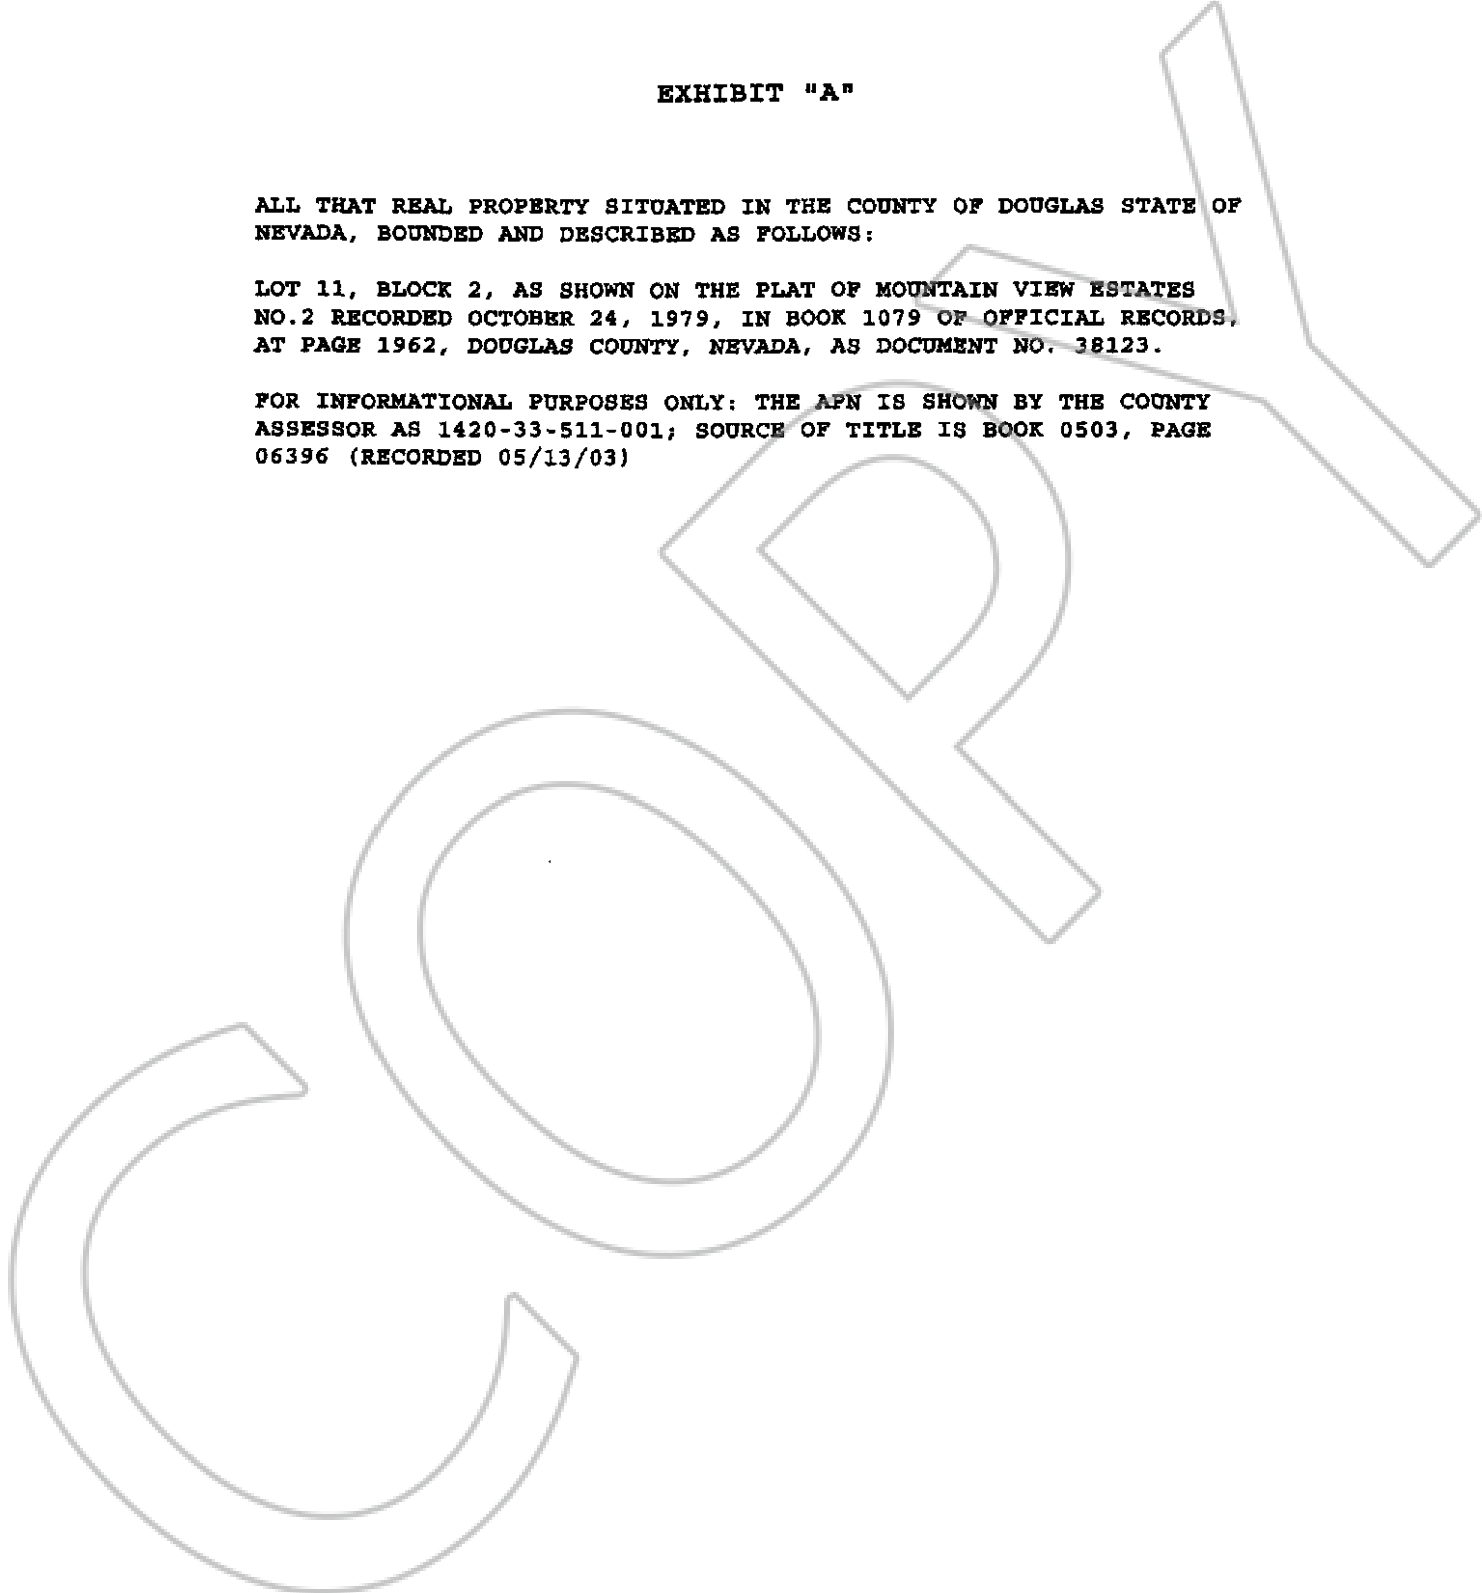 EXHIBIT "A"
ALL THAT REAL PROPERTY SITUATED IN THE COUNTY OF DOUGLAS STATE OF
NEVADA, BOUNDED AND DESCRIBED AS FOLLOWS:
LOT 11, BLOCK 2, AS SHOWN ON THE PLAT OF MOUNTAIN VIEW ESTATES
NO.2 RECORDED OCTOBER 24, 1979, IN BOOK 1079 OF OFFICIAL RECORDS,
AT PAGE 1962, DOUGLAS COUNTY, NEVADA, AS DOCUMENT NO. 38123.
FOR INFORMATIONAL PURPOSES ONLY: THE APN IS SHOWN BY THE COUNTY
ASSESSOR AS 1420-33-511-001; SOURCE OF TITLE IS BOOK 0503, PAGE
06396 (RECORDED 05/13/03)
COPY